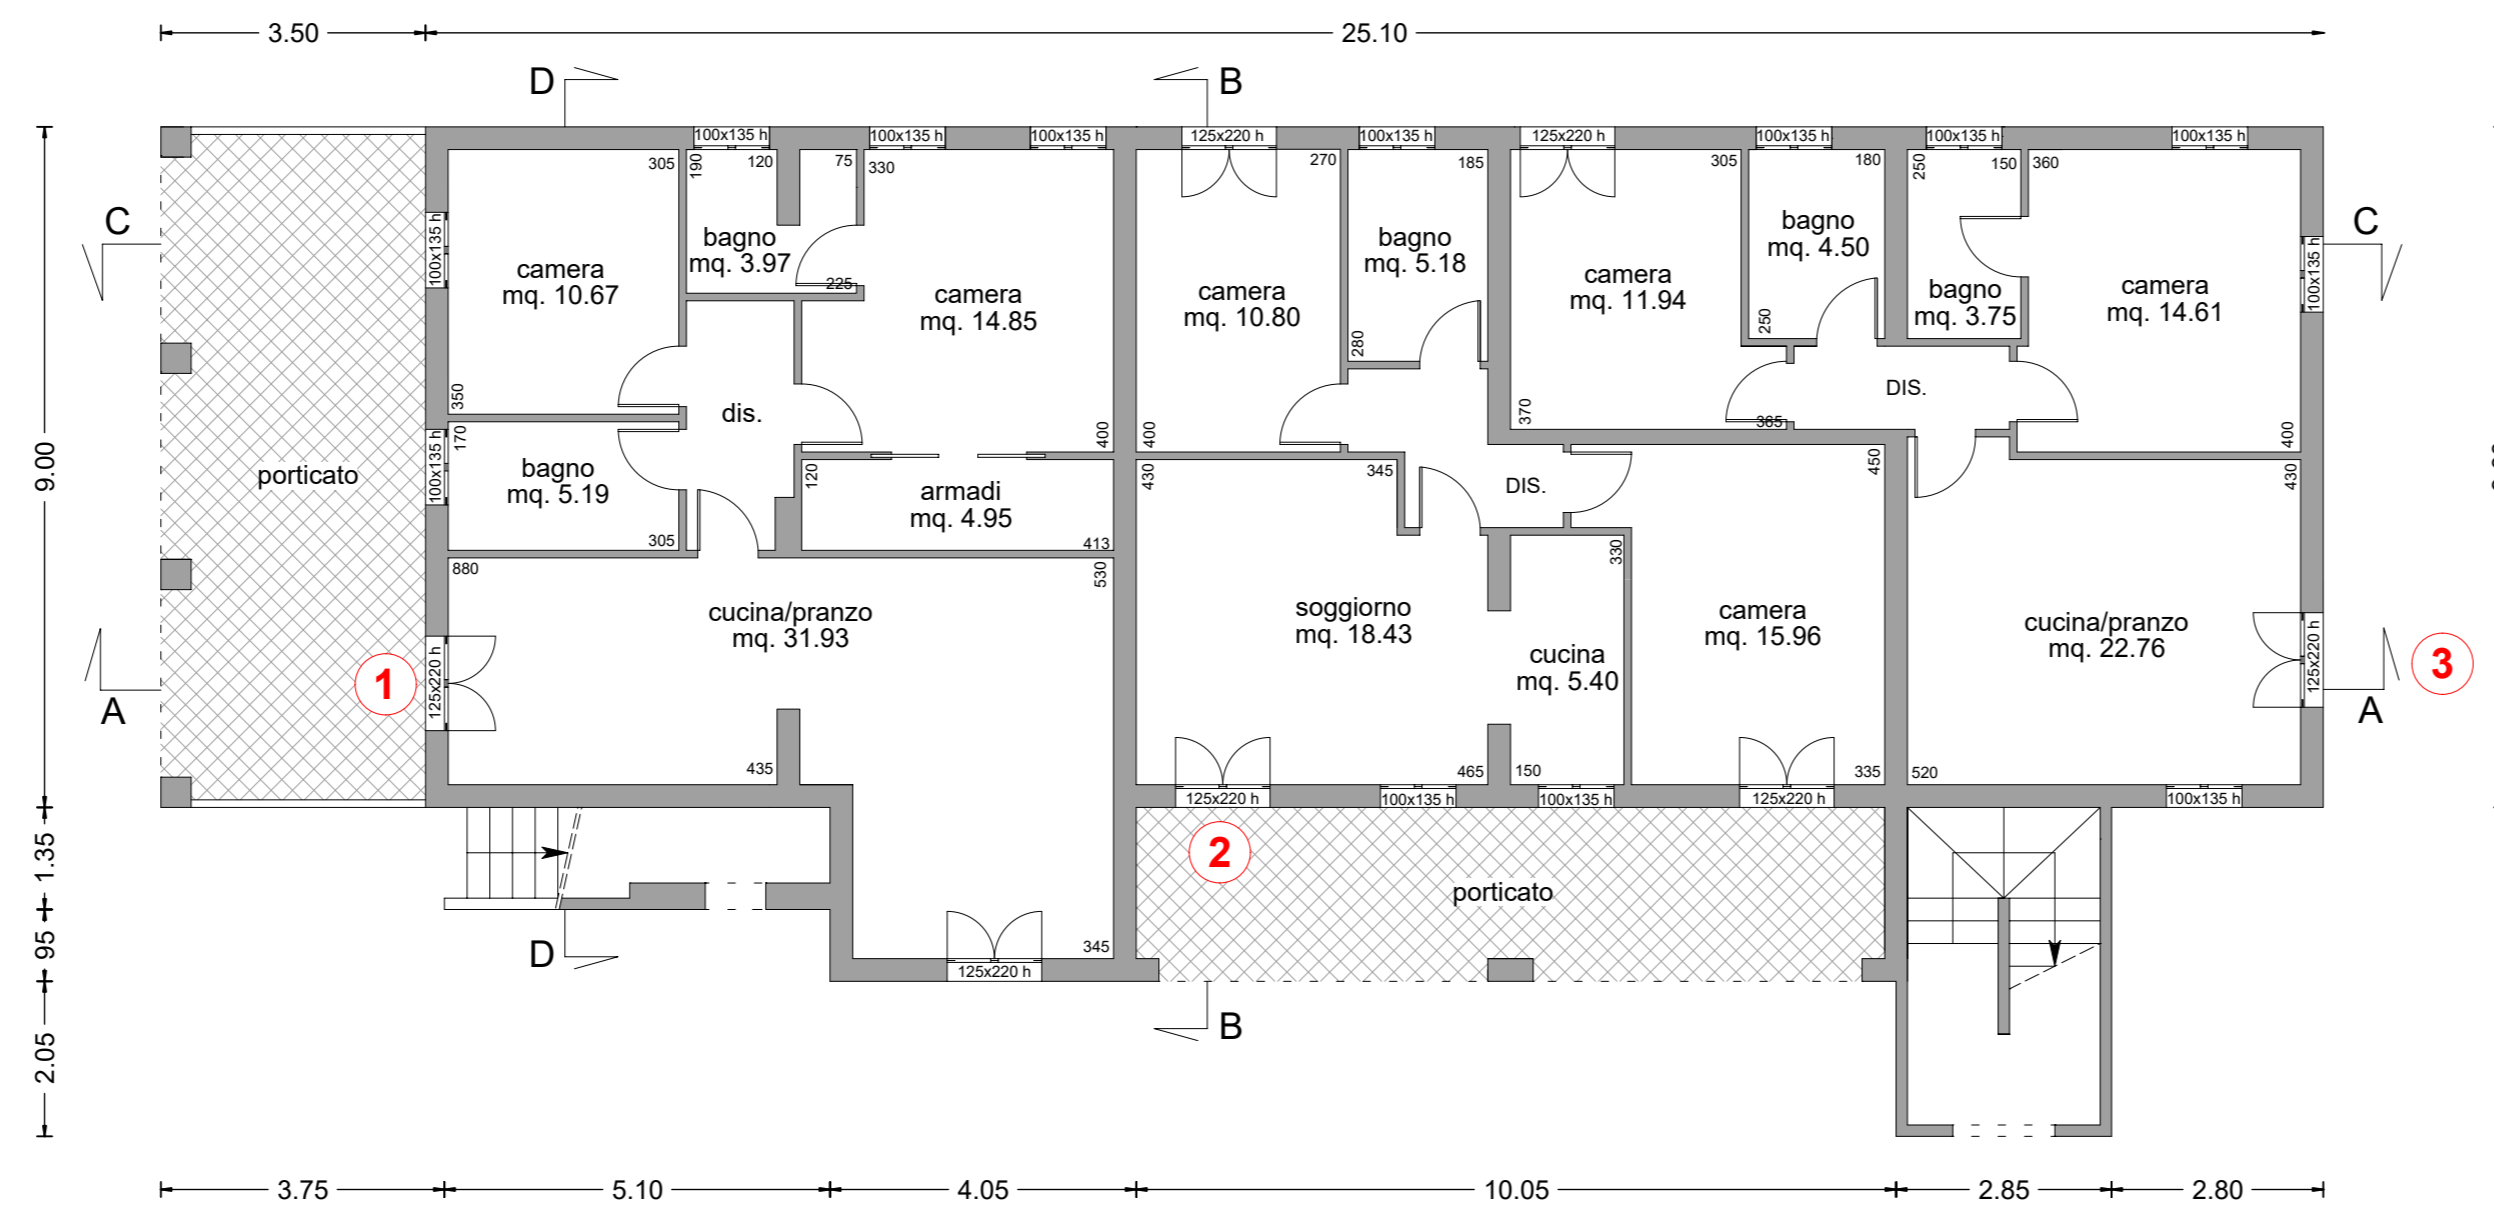 3.50
25.10
D
B
100x135 h
100x135 h
100x135 h
125x220 h
100x135 h
125x220 h
100x135 h
100x135 h
100x135 h
305
190
120
75
330
270
185
305
180
250
150
360
C
C
100x135 h
100x135 h
camera
mq. 10.67
bagno
mq. 3.97
225
camera
mq. 14.85
camera
mq. 10.80
bagno
mq. 5.18
280
camera
mq. 11.94
bagno
mq. 4.50
250
bagno
mq. 3.75
camera
mq. 14.61
350
dis.
400
400
370
365
DIS.
400
9.00
porticato
100x135 h
170
bagno
mq. 5.19
305
120
armadi
mq. 4.95
413
430
345
DIS.
450
430
880
530
330
cucina/pranzo
mq. 31.93
soggiorno
mq. 18.43
cucina
mq. 5.40
camera
mq. 15.96
cucina/pranzo
mq. 22.76
1
125x220 h
125x220 h
3
A
A
435
465
150
335
520
125x220 h
100x135 h
100x135 h
125x220 h
100x135 h
1.35
2
porticato
95
D
345
125x220 h
B
2.05
3.75
5.10
4.05
10.05
2.85
2.80